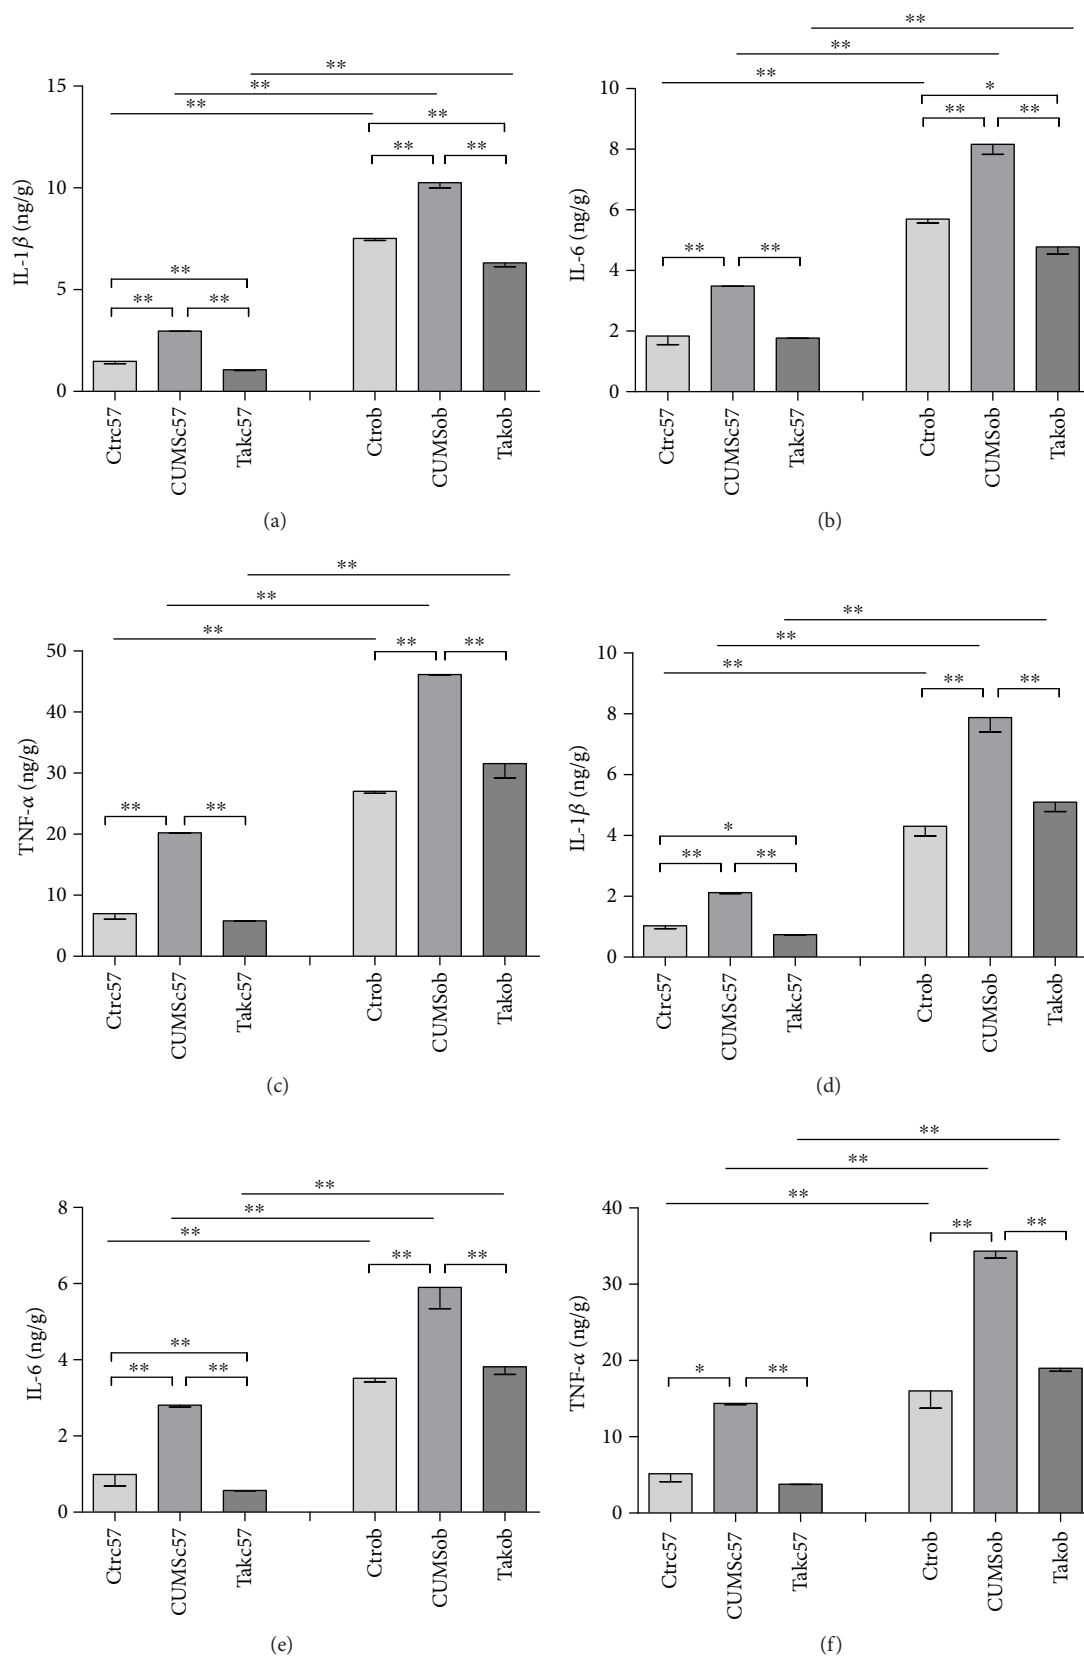 **
**
**
**
**
**
**
**
**
15
10
5
0
IL-1β (ng/g)
Ctrc57
CUMSc57
Takc57
Ctrob
CUMSob
Takob
(a)
**
**
**
*
**
**
**
**
10
8
6
4
2
0
IL-6 (ng/g)
Ctrc57
CUMSc57
Takc57
Ctrob
CUMSob
Takob
(b)
**
**
**
**
**
**
**
50
40
30
20
10
0
TNF-α (ng/g)
Ctrc57
CUMSc57
Takc57
Ctrob
CUMSob
Takob
(c)
**
**
**
**
**
*
**
**
10
8
6
4
2
0
IL-1β (ng/g)
Ctrc57
CUMSc57
Takc57
Ctrob
CUMSob
Takob
(d)
**
**
**
**
**
**
**
**
8
6
4
2
0
IL-6 (ng/g)
Ctrc57
CUMSc57
Takc57
Ctrob
CUMSob
Takob
(e)
**
**
**
**
**
*
**
40
30
20
10
0
TNF-α (ng/g)
Ctrc57
CUMSc57
Takc57
Ctrob
CUMSob
Takob
(f)